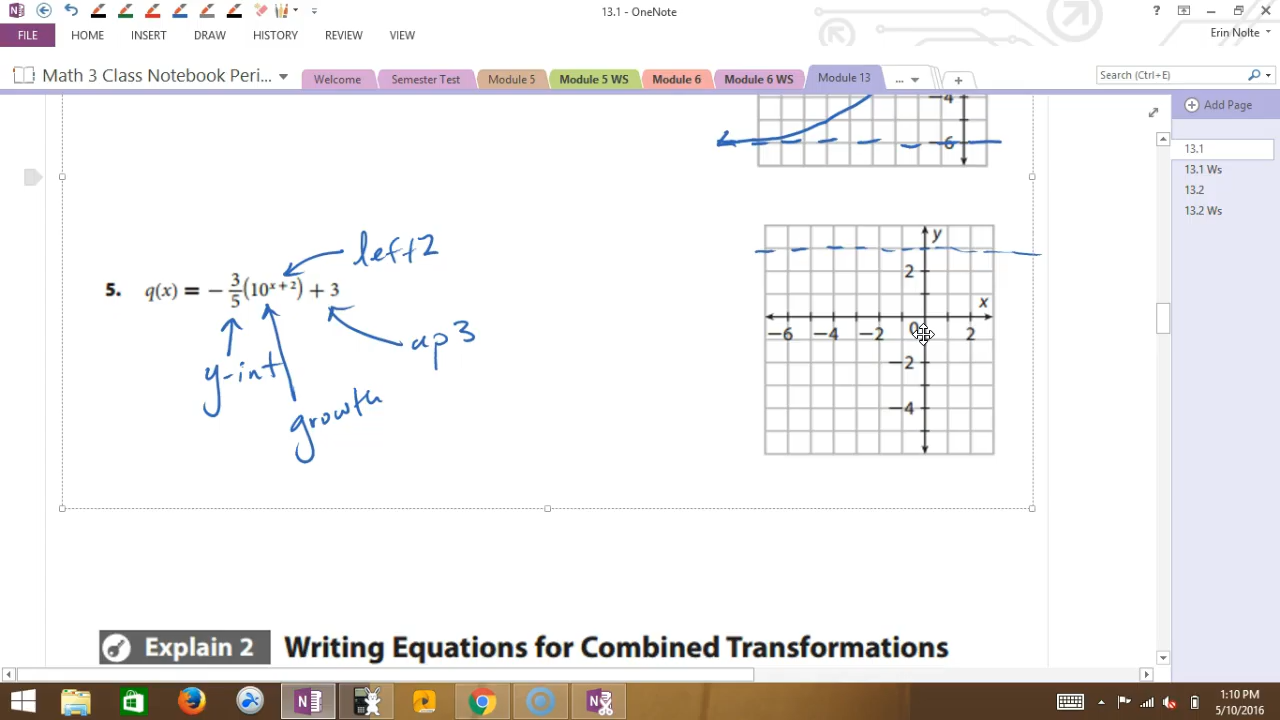 13.1 - OneNote
?
FILE HOME INSERT DRAW HISTORY REVIEW VIEW
Erin Nolte
Math 3 Class Notebook Peri...
Welcome Semester Test Module 5 Module 5 WS Module 6 Module 6 WS Module 13 ... +
Search (Ctrl+E)
Add Page
13.1
13.1 Ws
13.2
13.2 Ws
−4
−6
left 2
5. q(x) = − 3/5 (10^{x + 2}) + 3
up 3
y-int
growth
y
2
x
−6 −4 −2 0 2
−2
−4
Explain 2 Writing Equations for Combined Transformations
1:10 PM
5/10/2016